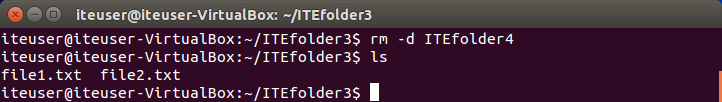 iteuser@iteuser-VirtualBox: ~/ITEfolder3
iteuser@iteuser-VirtualBox:~/ITEfolder3$ rm -d ITEfolder4
iteuser@iteuser-VirtualBox:~/ITEfolder3$ ls
file1.txt  file2.txt
iteuser@iteuser-VirtualBox:~/ITEfolder3$